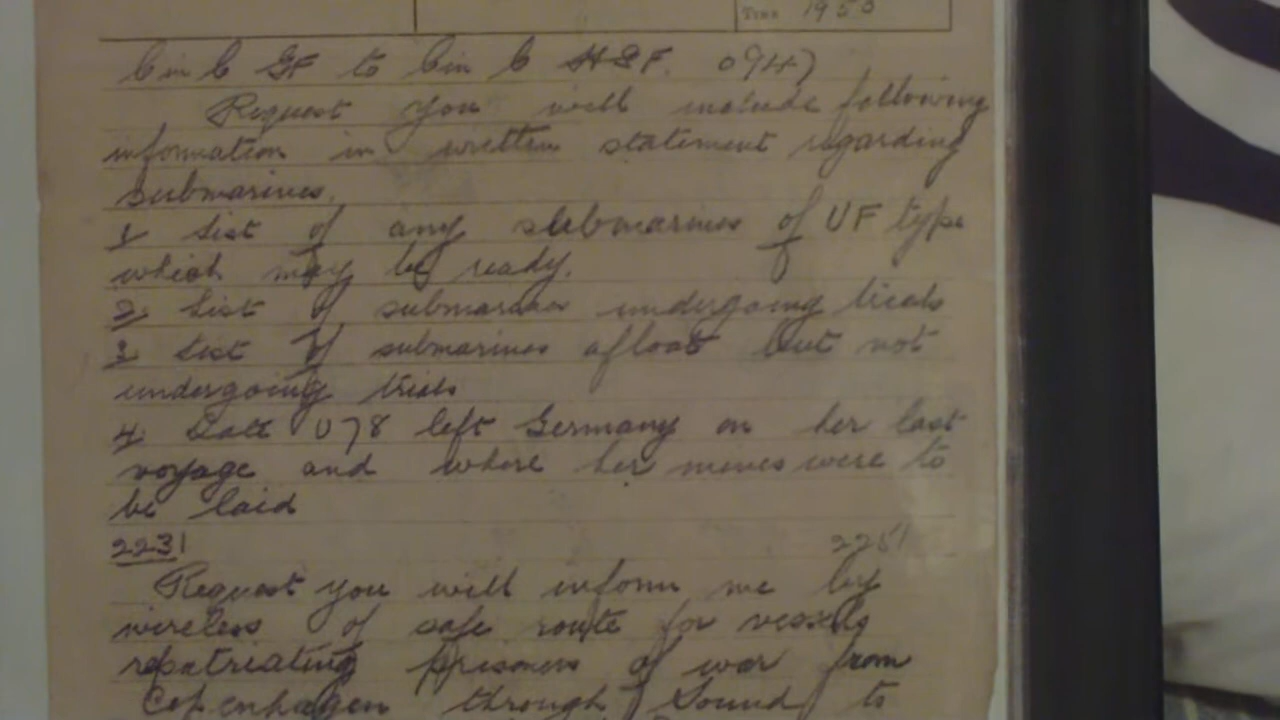 Time 1950
C in C GF to C in C HSF. 0947
Request you will include following
information in written statement regarding
submarines.
1 List of any submarines of UF type
which may be ready.
2. List of submarines undergoing trials
3 List of submarines afloat but not
undergoing trials
4 Date U78 left Germany on her last
voyage and where her mines were to
be laid
2231 2251
Request you will inform me by
wireless of safe route for vessels
repatriating prisoners of war from
Copenhagen through Sound to